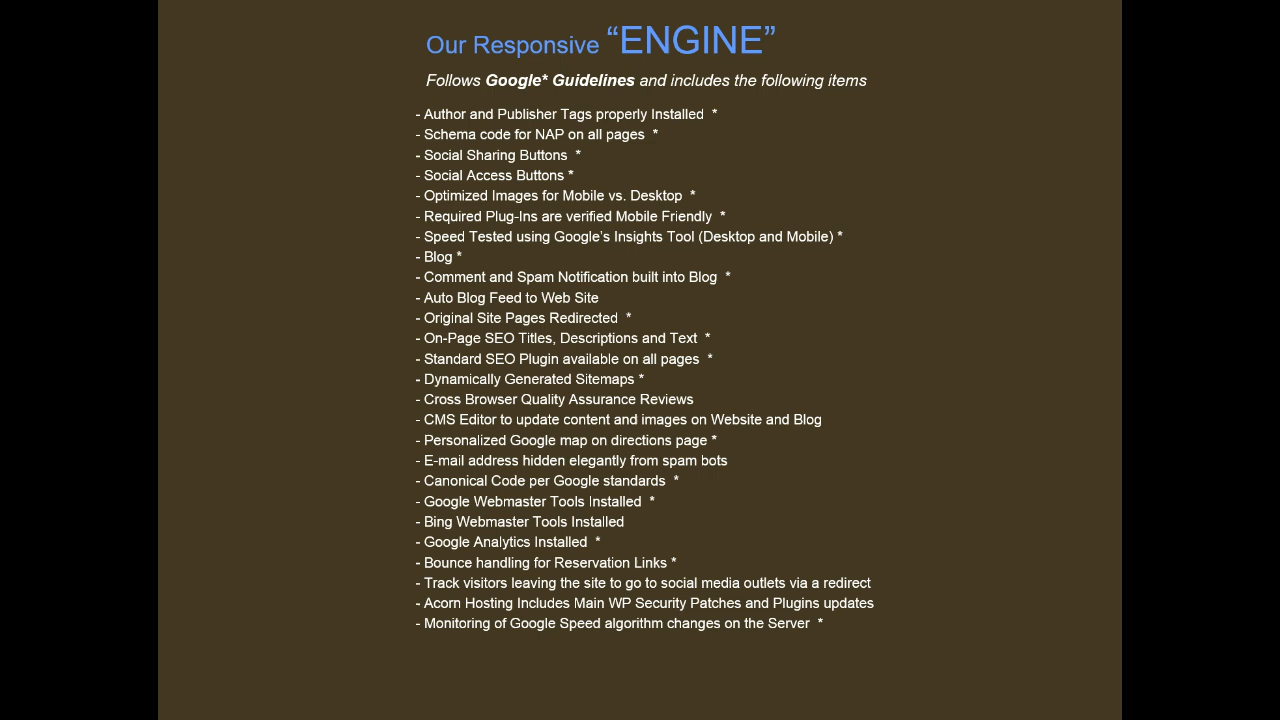 Our Responsive “ENGINE”
Follows Google* Guidelines and includes the following items
- Author and Publisher Tags properly Installed *
- Schema code for NAP on all pages *
- Social Sharing Buttons *
- Social Access Buttons *
- Optimized Images for Mobile vs. Desktop *
- Required Plug-Ins are verified Mobile Friendly *
- Speed Tested using Google’s Insights Tool (Desktop and Mobile) *
- Blog *
- Comment and Spam Notification built into Blog *
- Auto Blog Feed to Web Site
- Original Site Pages Redirected *
- On-Page SEO Titles, Descriptions and Text *
- Standard SEO Plugin available on all pages *
- Dynamically Generated Sitemaps *
- Cross Browser Quality Assurance Reviews
- CMS Editor to update content and images on Website and Blog
- Personalized Google map on directions page *
- E-mail address hidden elegantly from spam bots
- Canonical Code per Google standards *
- Google Webmaster Tools Installed *
- Bing Webmaster Tools Installed
- Google Analytics Installed *
- Bounce handling for Reservation Links *
- Track visitors leaving the site to go to social media outlets via a redirect
- Acorn Hosting Includes Main WP Security Patches and Plugins updates
- Monitoring of Google Speed algorithm changes on the Server *